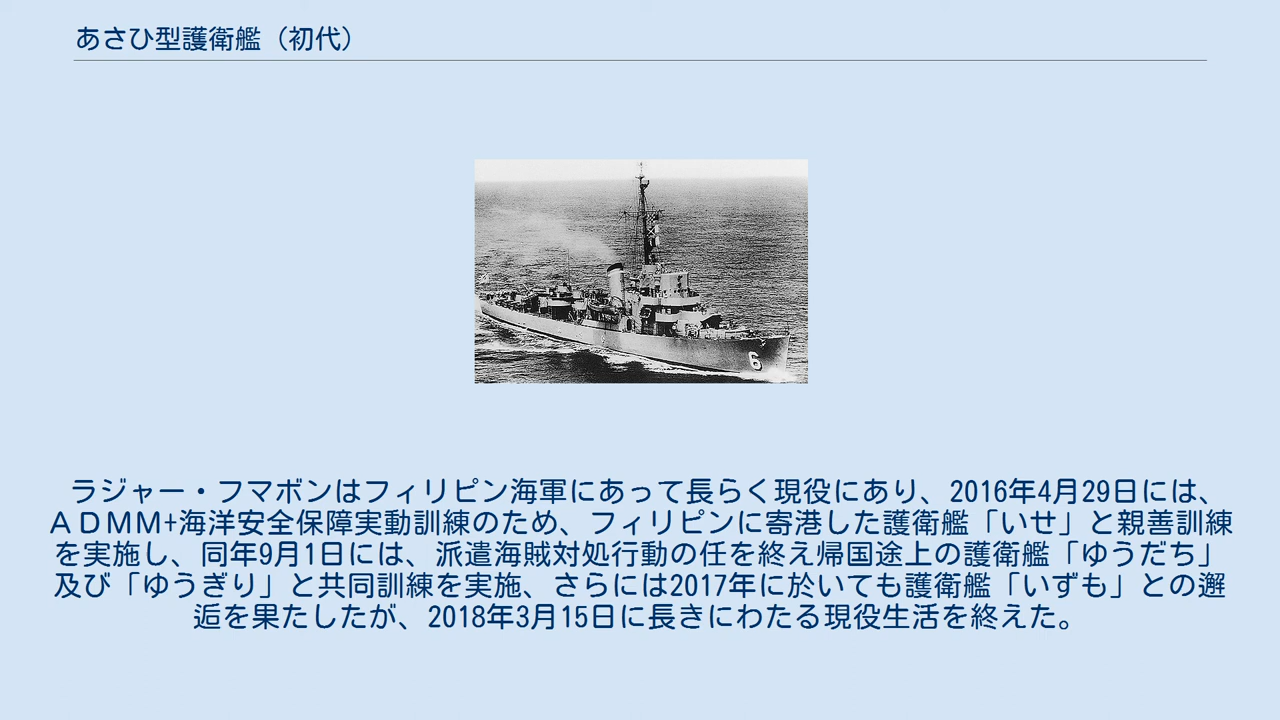 あさひ型護衛艦（初代）
6
ラジャー・フマボンはフィリピン海軍にあって長らく現役にあり、2016年4月29日には、
ＡＤＭＭ+海洋安全保障実動訓練のため、フィリピンに寄港した護衛艦「いせ」と親善訓練
を実施し、同年9月1日には、派遣海賊対処行動の任を終え帰国途上の護衛艦「ゆうだち」
及び「ゆうぎり」と共同訓練を実施、さらには2017年に於いても護衛艦「いずも」との邂
逅を果たしたが、2018年3月15日に長きにわたる現役生活を終えた。